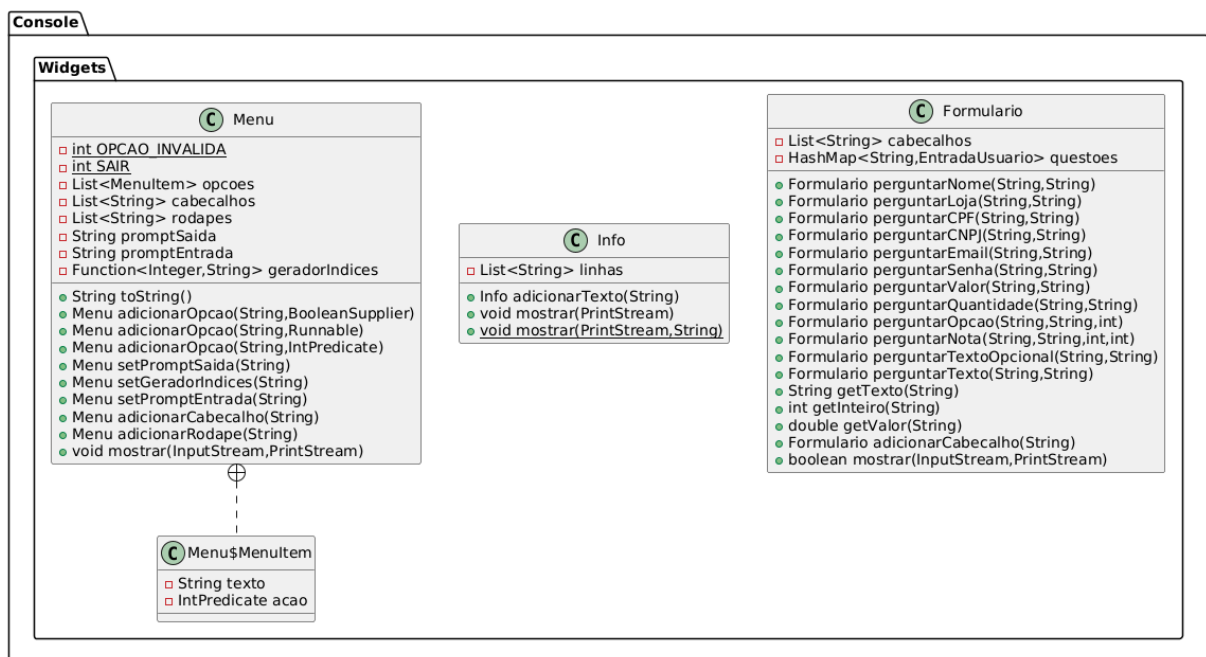 Console
Widgets
C Menu
int OPCAO_INVALIDA
int SAIR
List<MenuItem> opcoes
List<String> cabecalhos
List<String> rodapes
String promptSaida
String promptEntrada
Function<Integer,String> geradorIndices
String toString()
Menu adicionarOpcao(String,BooleanSupplier)
Menu adicionarOpcao(String,Runnable)
Menu adicionarOpcao(String,IntPredicate)
Menu setPromptSaida(String)
Menu setGeradorIndices(String)
Menu setPromptEntrada(String)
Menu adicionarCabecalho(String)
Menu adicionarRodape(String)
void mostrar(InputStream,PrintStream)
C Menu$MenuItem
String texto
IntPredicate acao
C Info
List<String> linhas
Info adicionarTexto(String)
void mostrar(PrintStream)
void mostrar(PrintStream,String)
C Formulario
List<String> cabecalhos
HashMap<String,EntradaUsuario> questoes
Formulario perguntarNome(String,String)
Formulario perguntarLoja(String,String)
Formulario perguntarCPF(String,String)
Formulario perguntarCNPJ(String,String)
Formulario perguntarEmail(String,String)
Formulario perguntarSenha(String,String)
Formulario perguntarValor(String,String)
Formulario perguntarQuantidade(String,String)
Formulario perguntarOpcao(String,String,int)
Formulario perguntarNota(String,String,int,int)
Formulario perguntarTextoOpcional(String,String)
Formulario perguntarTexto(String,String)
String getTexto(String)
int getInteiro(String)
double getValor(String)
Formulario adicionarCabecalho(String)
boolean mostrar(InputStream,PrintStream)